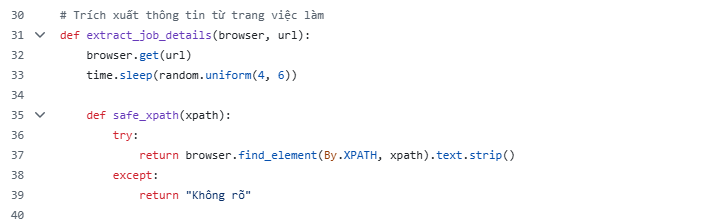 30 # Trích xuất thông tin từ trang việc làm
31 def extract_job_details(browser, url):
32 browser.get(url)
33 time.sleep(random.uniform(4, 6))
34
35 def safe_xpath(xpath):
36 try:
37 return browser.find_element(By.XPATH, xpath).text.strip()
38 except:
39 return "Không rõ"
40